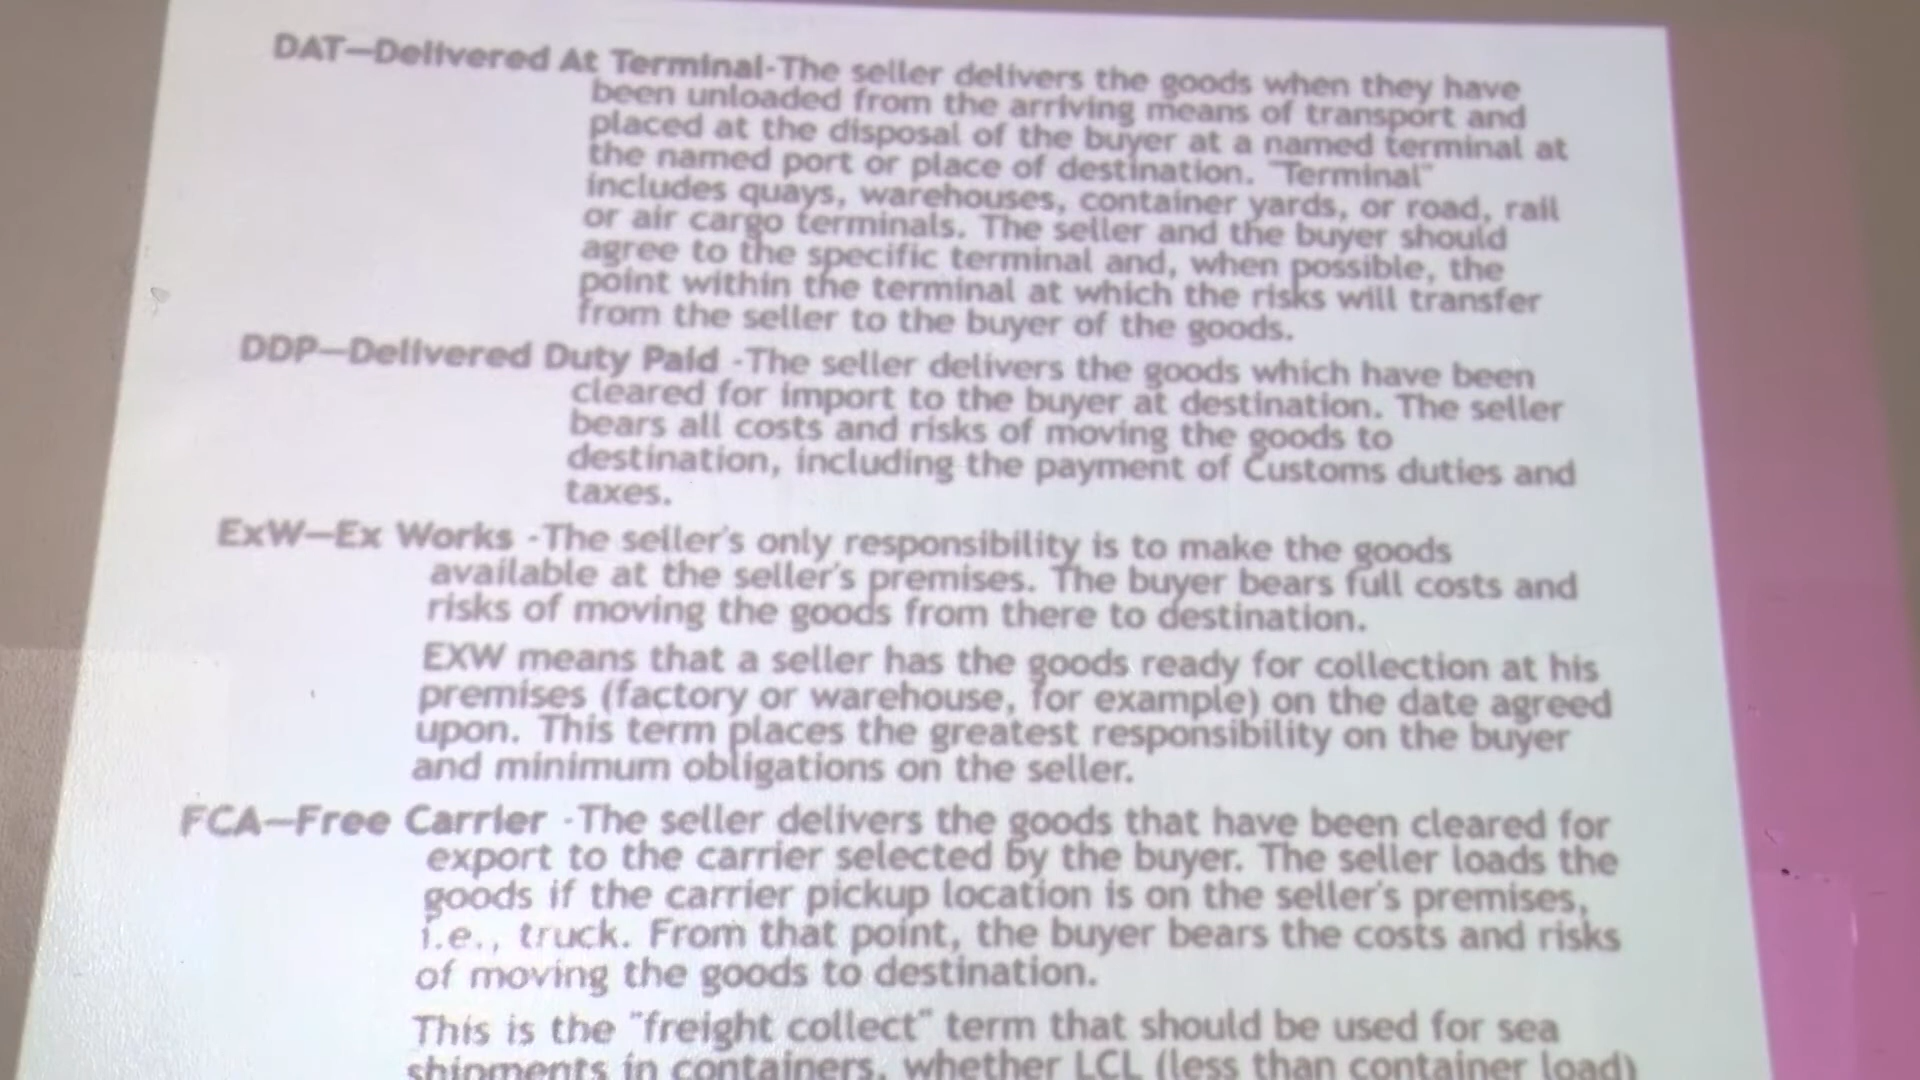 DAT—Delivered At Terminal-The seller delivers the goods when they have
been unloaded from the arriving means of transport and
placed at the disposal of the buyer at a named terminal at
the named port or place of destination. "Terminal"
includes quays, warehouses, container yards, or road, rail
or air cargo terminals. The seller and the buyer should
agree to the specific terminal and, when possible, the
point within the terminal at which the risks will transfer
from the seller to the buyer of the goods.
DDP—Delivered Duty Paid -The seller delivers the goods which have been
cleared for import to the buyer at destination. The seller
bears all costs and risks of moving the goods to
destination, including the payment of Customs duties and
taxes.
ExW—Ex Works -The seller's only responsibility is to make the goods
available at the seller's premises. The buyer bears full costs and
risks of moving the goods from there to destination.
EXW means that a seller has the goods ready for collection at his
premises (factory or warehouse, for example) on the date agreed
upon. This term places the greatest responsibility on the buyer
and minimum obligations on the seller.
FCA—Free Carrier -The seller delivers the goods that have been cleared for
export to the carrier selected by the buyer. The seller loads the
goods if the carrier pickup location is on the seller's premises,
i.e., truck. From that point, the buyer bears the costs and risks
of moving the goods to destination.
This is the "freight collect" term that should be used for sea
shipments in containers, whether LCL (less than container load)